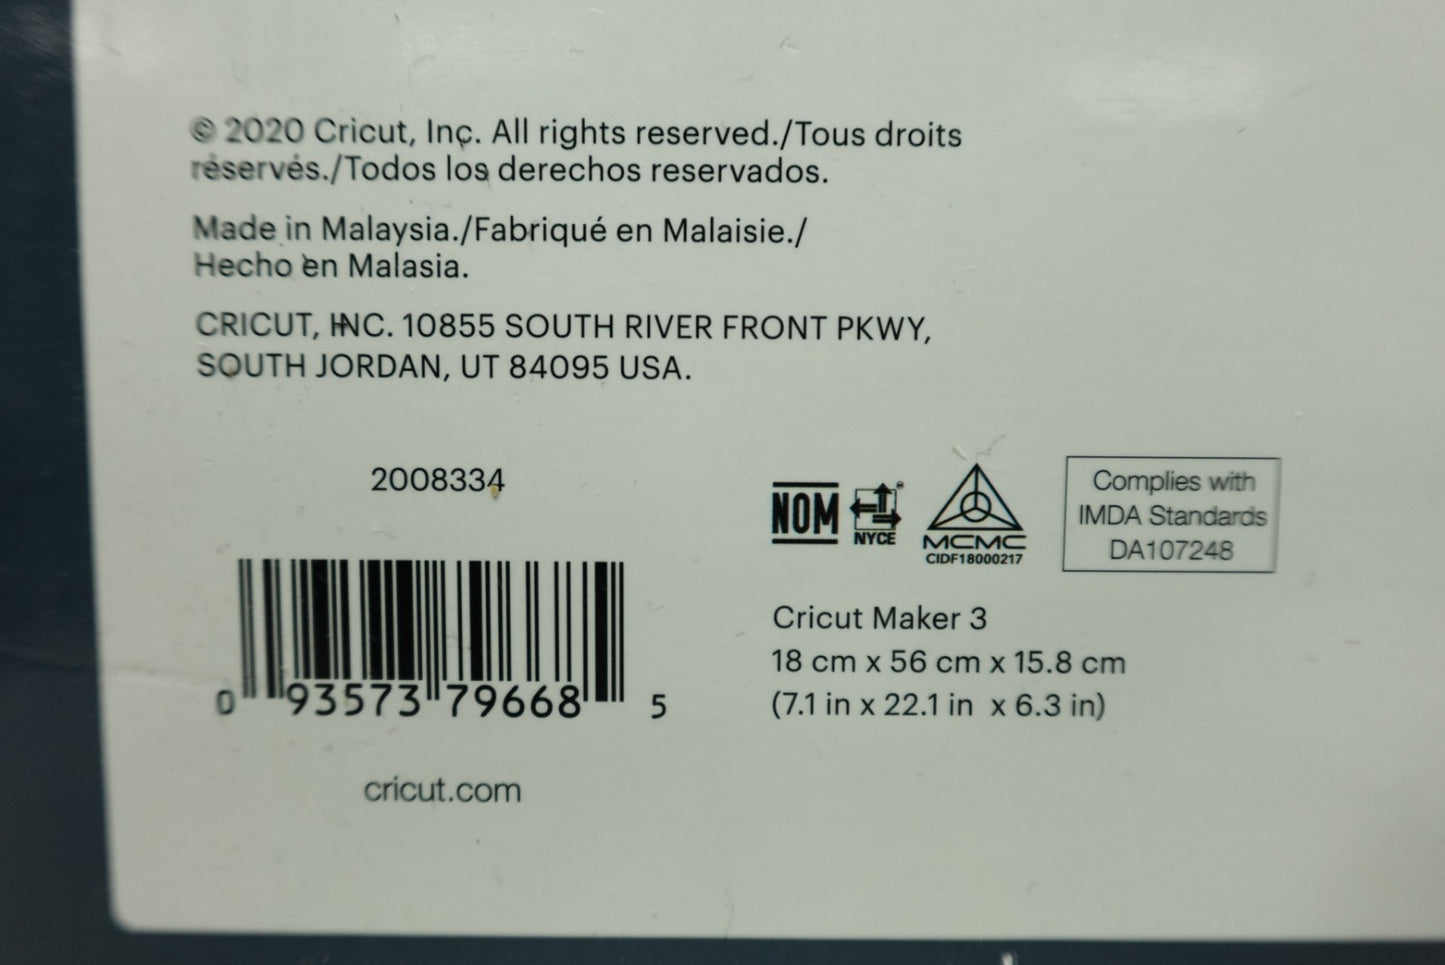 © 2020 Cricut, Inc. All rights reserved./Tous droits
réservés./Todos los derechos reservados.
Made in Malaysia./Fabriqué en Malaisie./
Hecho en Malasia.
CRICUT, INC. 10855 SOUTH RIVER FRONT PKWY,
SOUTH JORDAN, UT 84095 USA.
2008334
NOM
NYCE
MCMC
CIDF18000217
Complies with
IMDA Standards
DA107248
0 93573 79668 5
cricut.com
Cricut Maker 3
18 cm x 56 cm x 15.8 cm
(7.1 in x 22.1 in x 6.3 in)